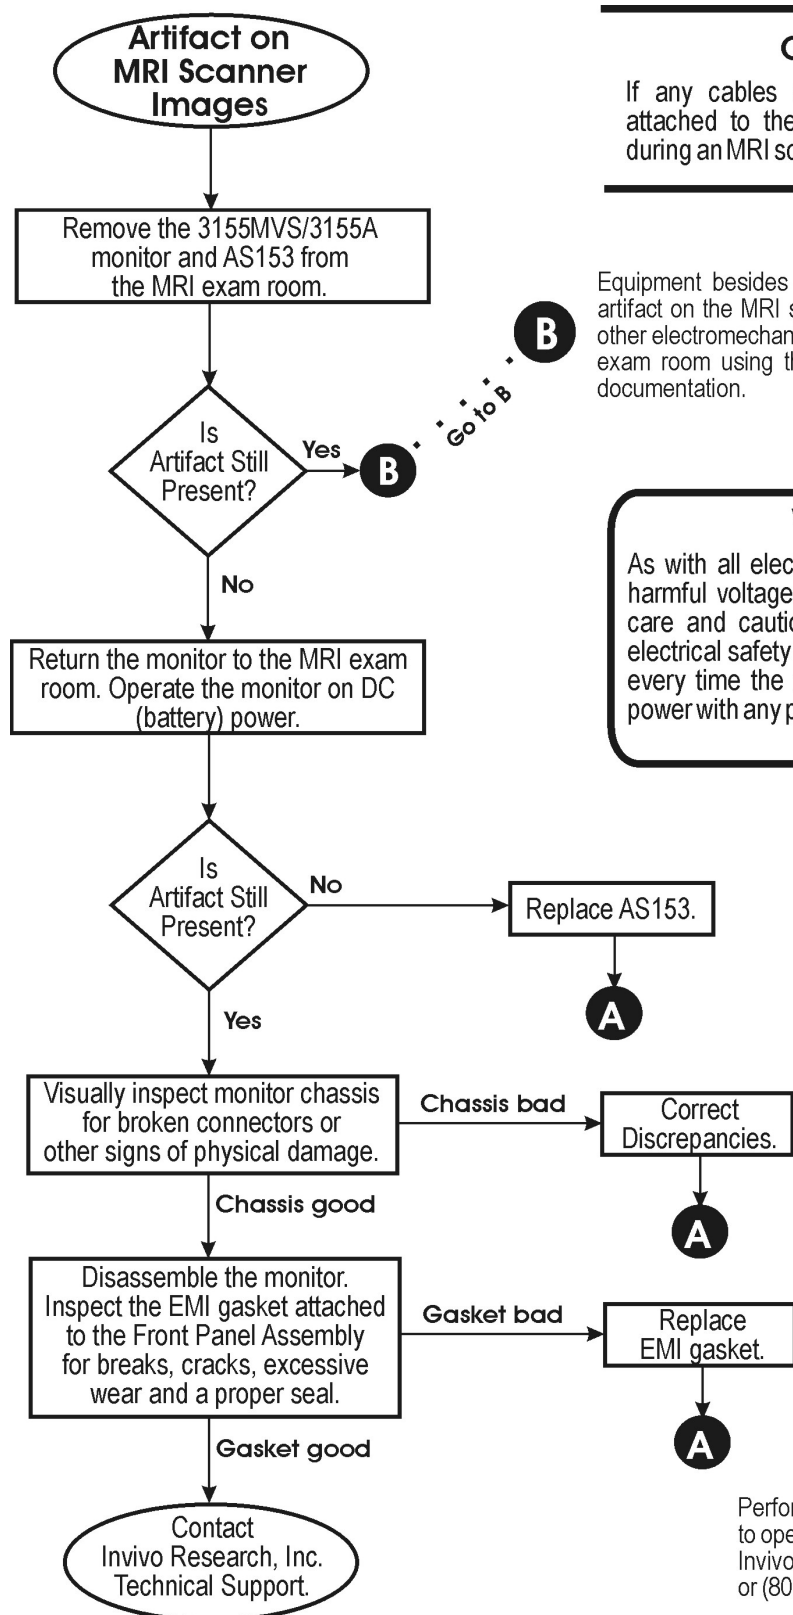 Artifact on
MRI Scanner
Images
Remove the 3155MVS/3155A
monitor and AS153 from
the MRI exam room.
Is
Artifact Still
Present?
Yes
B
Go to B
B
No
Return the monitor to the MRI exam
room. Operate the monitor on DC
(battery) power.
Is
Artifact Still
Present?
No
Replace AS153.
A
Yes
Visually inspect monitor chassis
for broken connectors or
other signs of physical damage.
Chassis bad
Correct
Discrepancies.
A
Chassis good
Disassemble the monitor.
Inspect the EMI gasket attached
to the Front Panel Assembly
for breaks, cracks, excessive
wear and a proper seal.
Gasket bad
Replace
EMI gasket.
A
Gasket good
Contact
Invivo Research, Inc.
Technical Support.
If any cables
attached to the
during an MRI
Equipment besides
artifact on the MRI
other
exam room using
documentation.
As with all
harmful
care and
electrical safety
every time the
power with any
to
Invivo
or (80